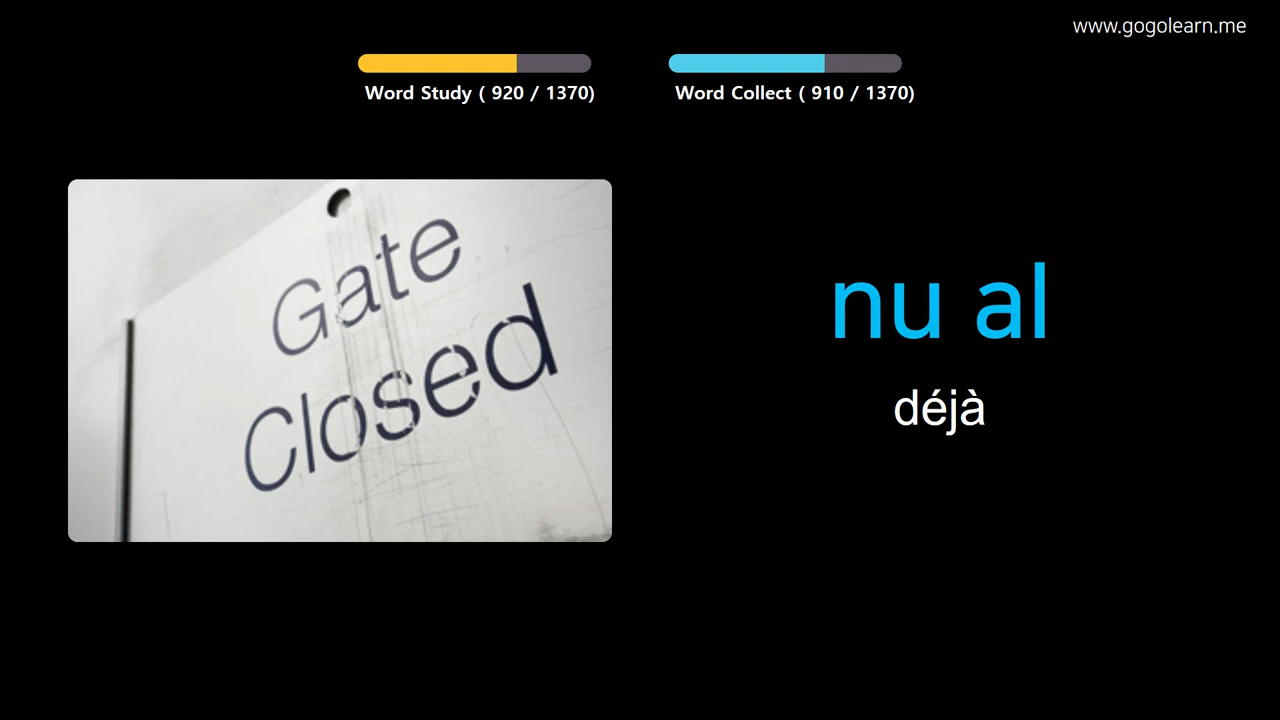 www.gogolearn.me
Word Study ( 920 / 1370)
Word Collect ( 910 / 1370)
Gate
Closed
nu al
déjà